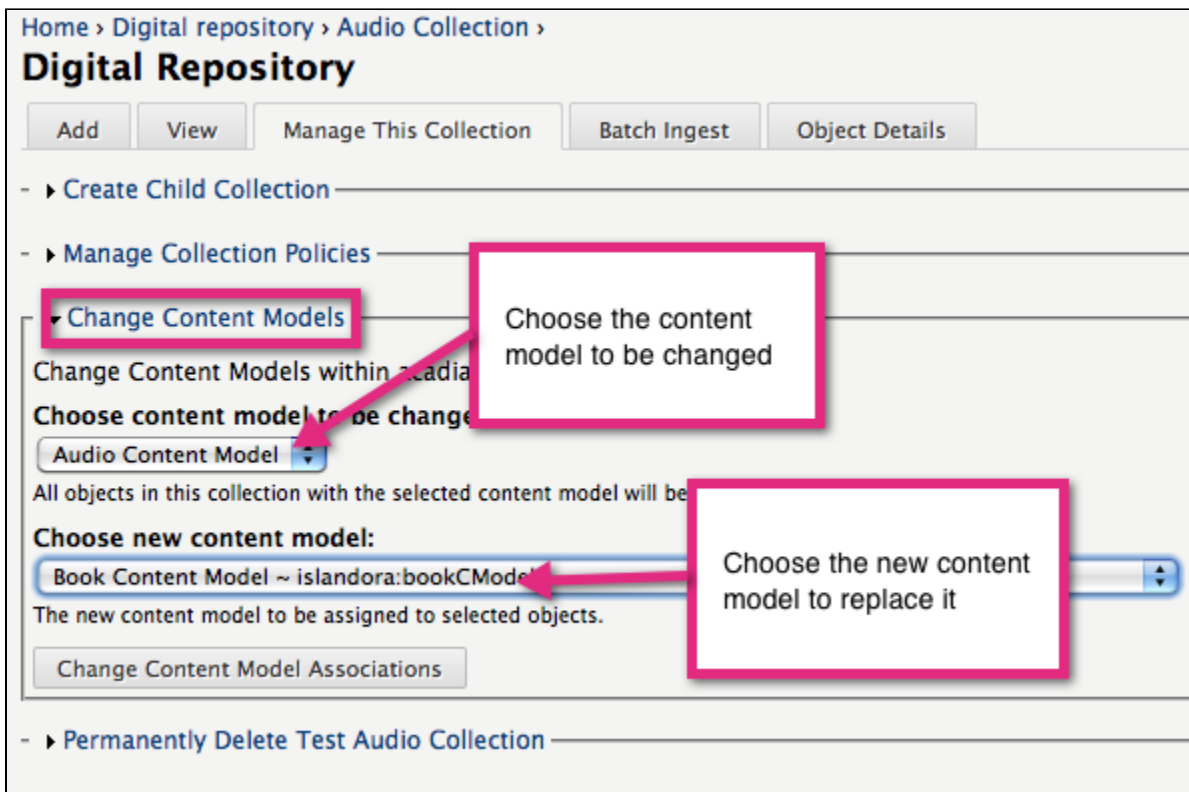 Home › Digital repository › Audio Collection ›
Digital Repository
Add View Manage This Collection Batch Ingest Object Details
Create Child Collection
Manage Collection Policies
Change Content Models
Choose the content
model to be changed
Change Content Models within
Choose content model to be
Audio Content Model
All objects in this collection with the selected content model will be
Choose new content model:
Book Content Model ~ islandora:bookCModel
Choose the new content
model to replace it
The new content model to be assigned to selected objects.
Change Content Model Associations
Permanently Delete Test Audio Collection